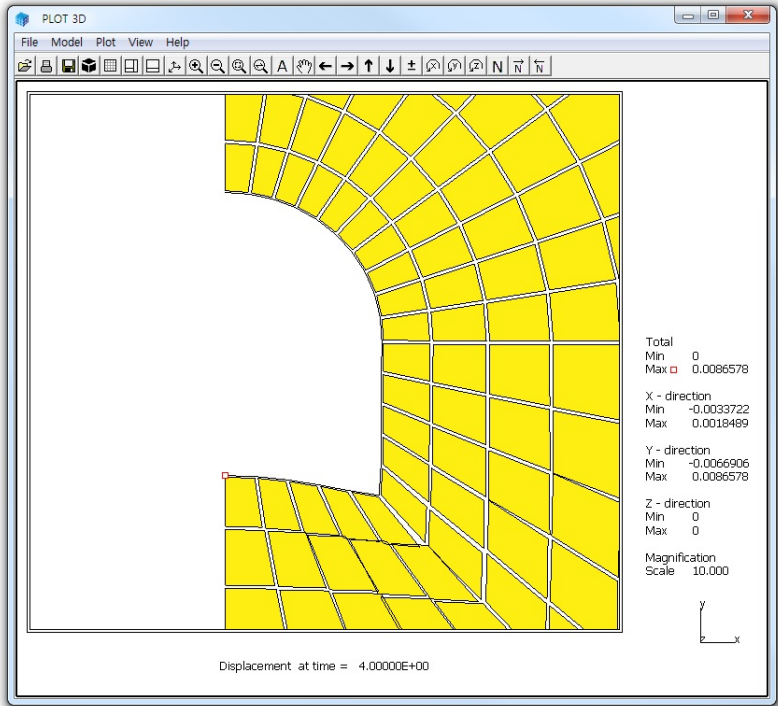 PLOT 3D
File Model Plot View Help
A X Y Z N N N
Total
Min 0
Max 0.0086578
X - direction
Min -0.0033722
Max 0.0018489
Y - direction
Min -0.0066906
Max 0.0086578
Z - direction
Min 0
Max 0
Magnification
Scale 10.000
y
z x
Displacement at time = 4.00000E+00